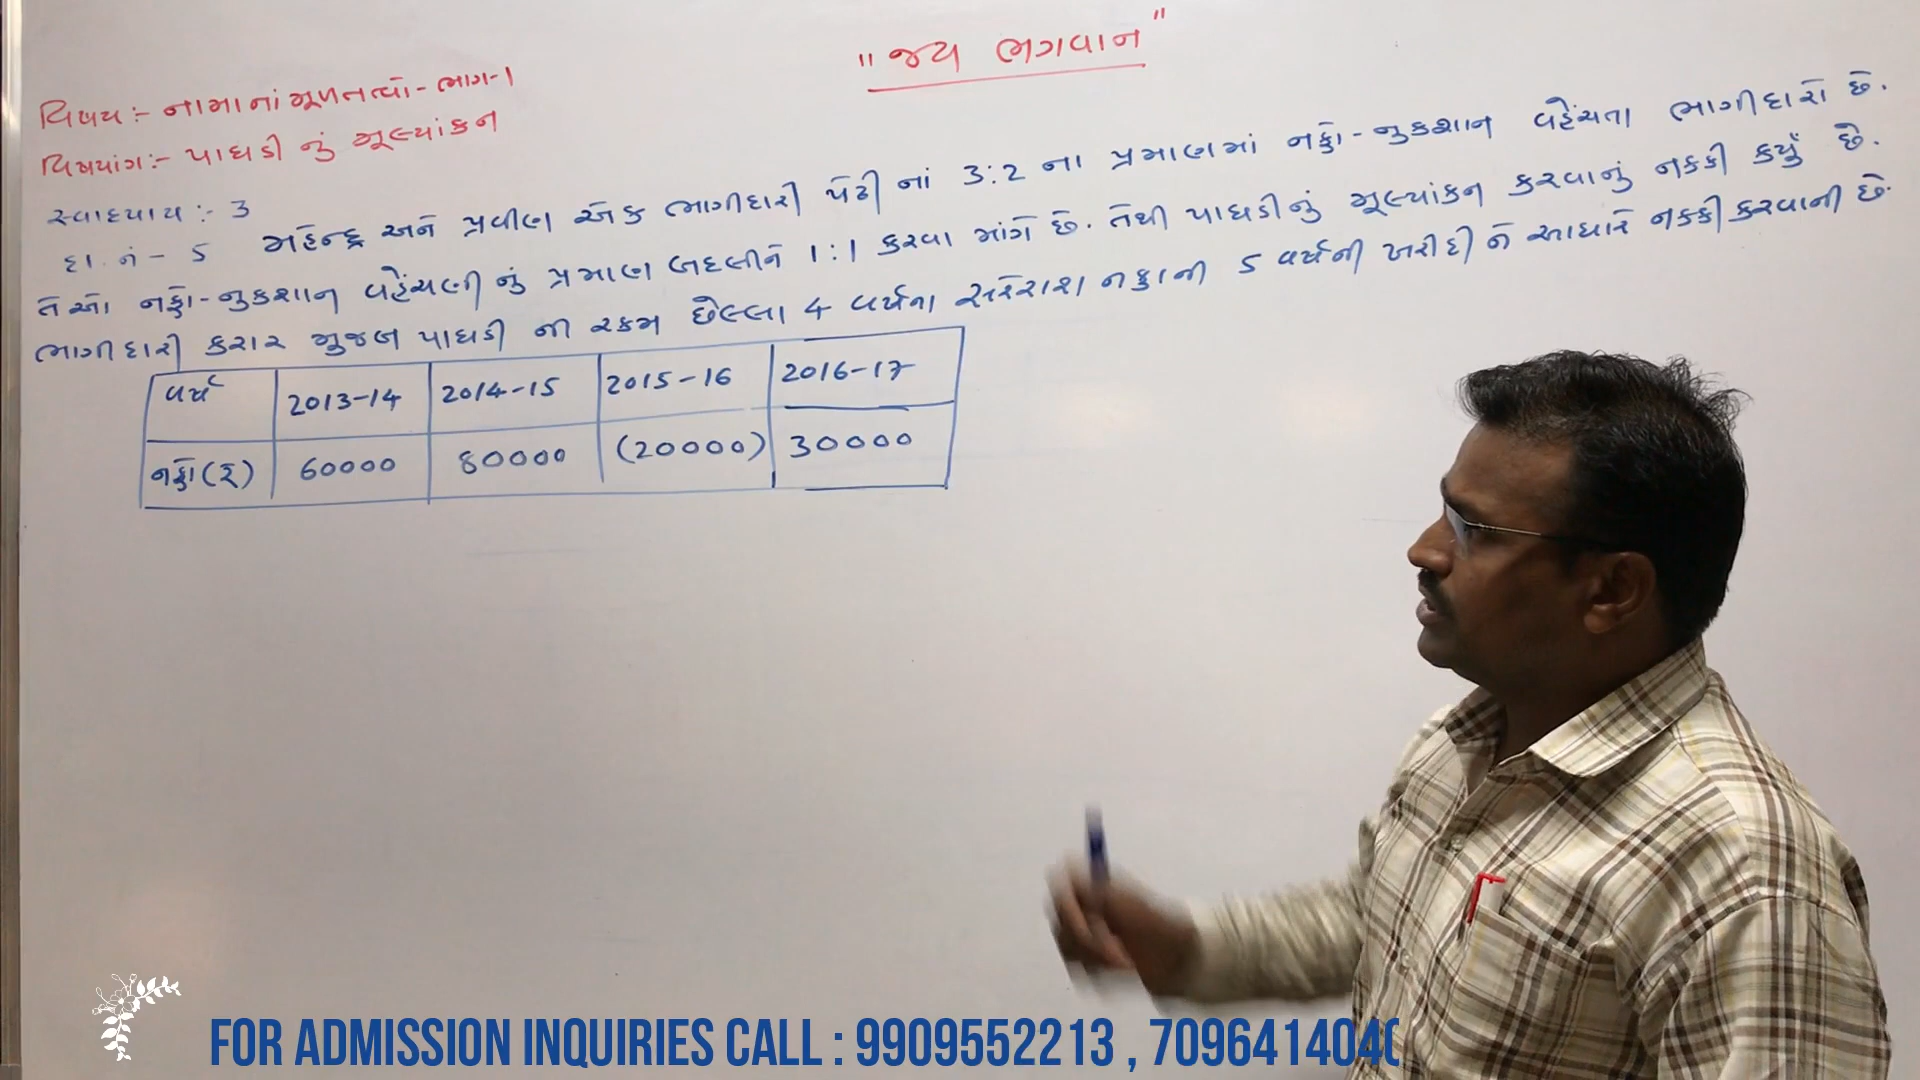 "જય ભગવાન"
વિષય :- નામાનાં મૂળતત્વો - ભાગ-1
વિષયાંગ :- પાઘડી નું મૂલ્યાંકન
સ્વાધ્યાય :- 3
દા. નં - 5 મહેન્દ્ર અને પ્રવીણ એક ભાગીદારી પેઢી નાં 3:2 ના પ્રમાણમાં નફો-નુકશાન વહેંચતા ભાગીદારો છે.
તેઓ નફો-નુકશાન વહેંચણી નું પ્રમાણ બદલીને 1:1 કરવા માંગે છે. તેથી પાઘડીનું મૂલ્યાંકન કરવાનું નકકી કર્યું છે.
ભાગીદારી કરાર મુજબ પાઘડી ની રકમ છેલ્લા 4 વર્ષના સરેરાશ નફાની 5 વર્ષની ખરીદી ને આધારે નકકી કરવાની છે.
વર્ષ 2013-14 2014-15 2015-16 2016-17
નફો (રૂ) 60000 80000 (20000) 30000
FOR ADMISSION INQUIRIES CALL : 9909552213 , 7096414040